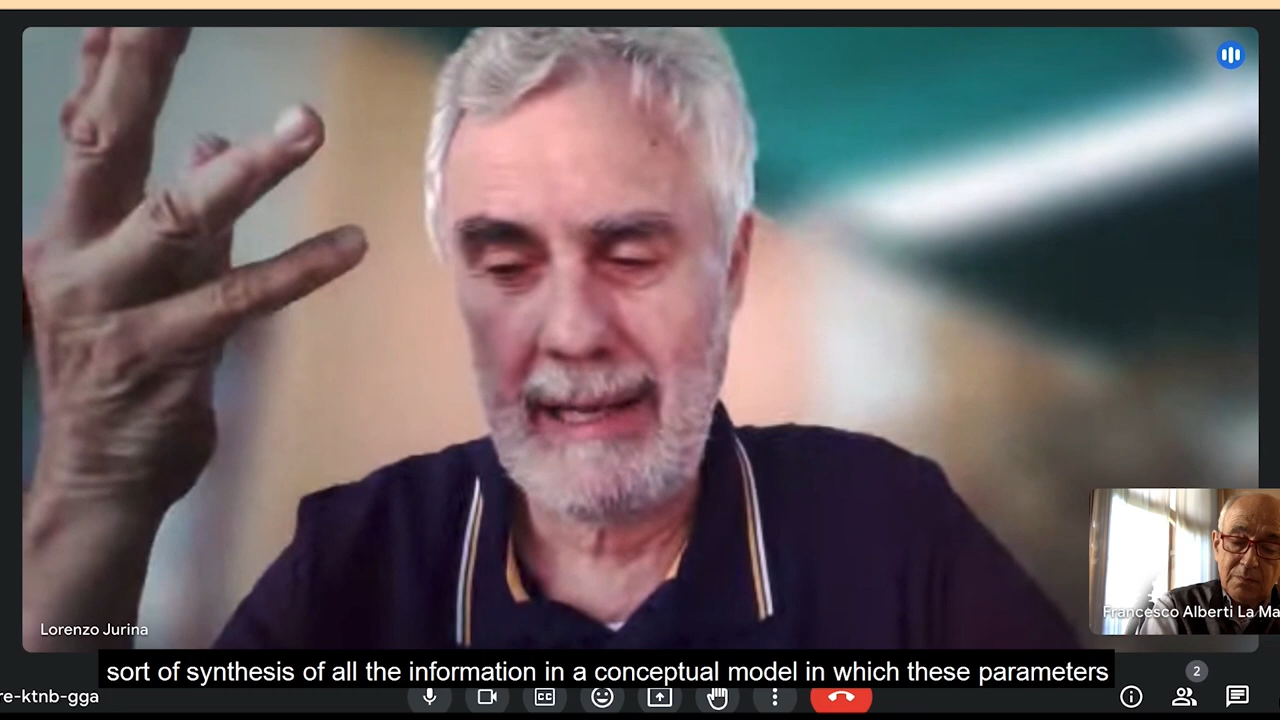 Lorenzo Jurina
Francesco Alberti La Ma
sort of synthesis of all the information in a conceptual model in which these parameters
2
re-ktnb-gga
CC